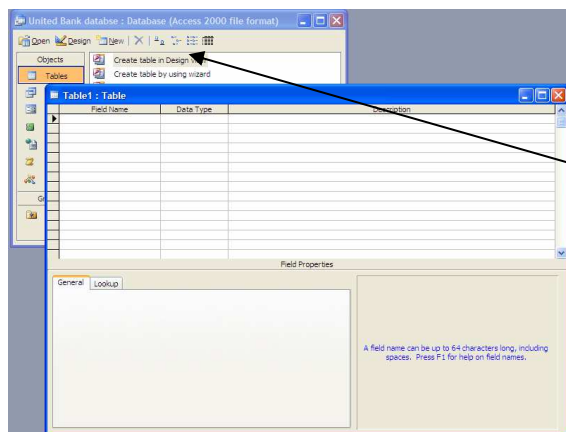 United Bank databse : Database (Access 2000 file format)
Open Design New
Objects
Create table in Design
Tables
Create table by using wizard
Table1 : Table
Field Name Data Type Description
Field Properties
General Lookup
A field name can be up to 64 characters long, including
spaces. Press F1 for help on field names.